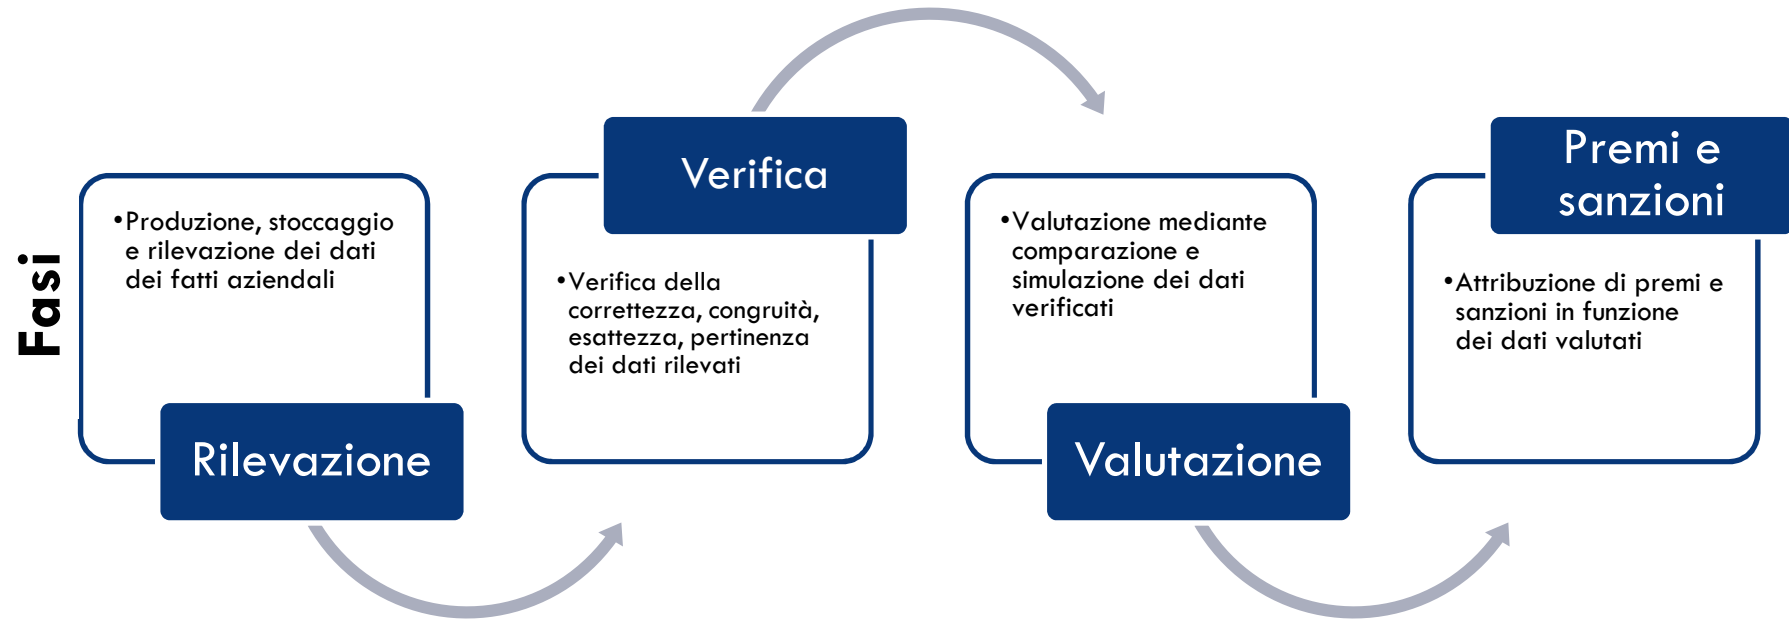 Fasi
•Produzione, stoccaggio
e rilevazione dei dati
dei fatti aziendali
Rilevazione
Verifica
•Verifica della
correttezza, congruità,
esattezza, pertinenza
dei dati rilevati
•Valutazione mediante
comparazione e
simulazione dei dati
verificati
Valutazione
Premi e
sanzioni
•Attribuzione di premi e
sanzioni in funzione
dei dati valutati